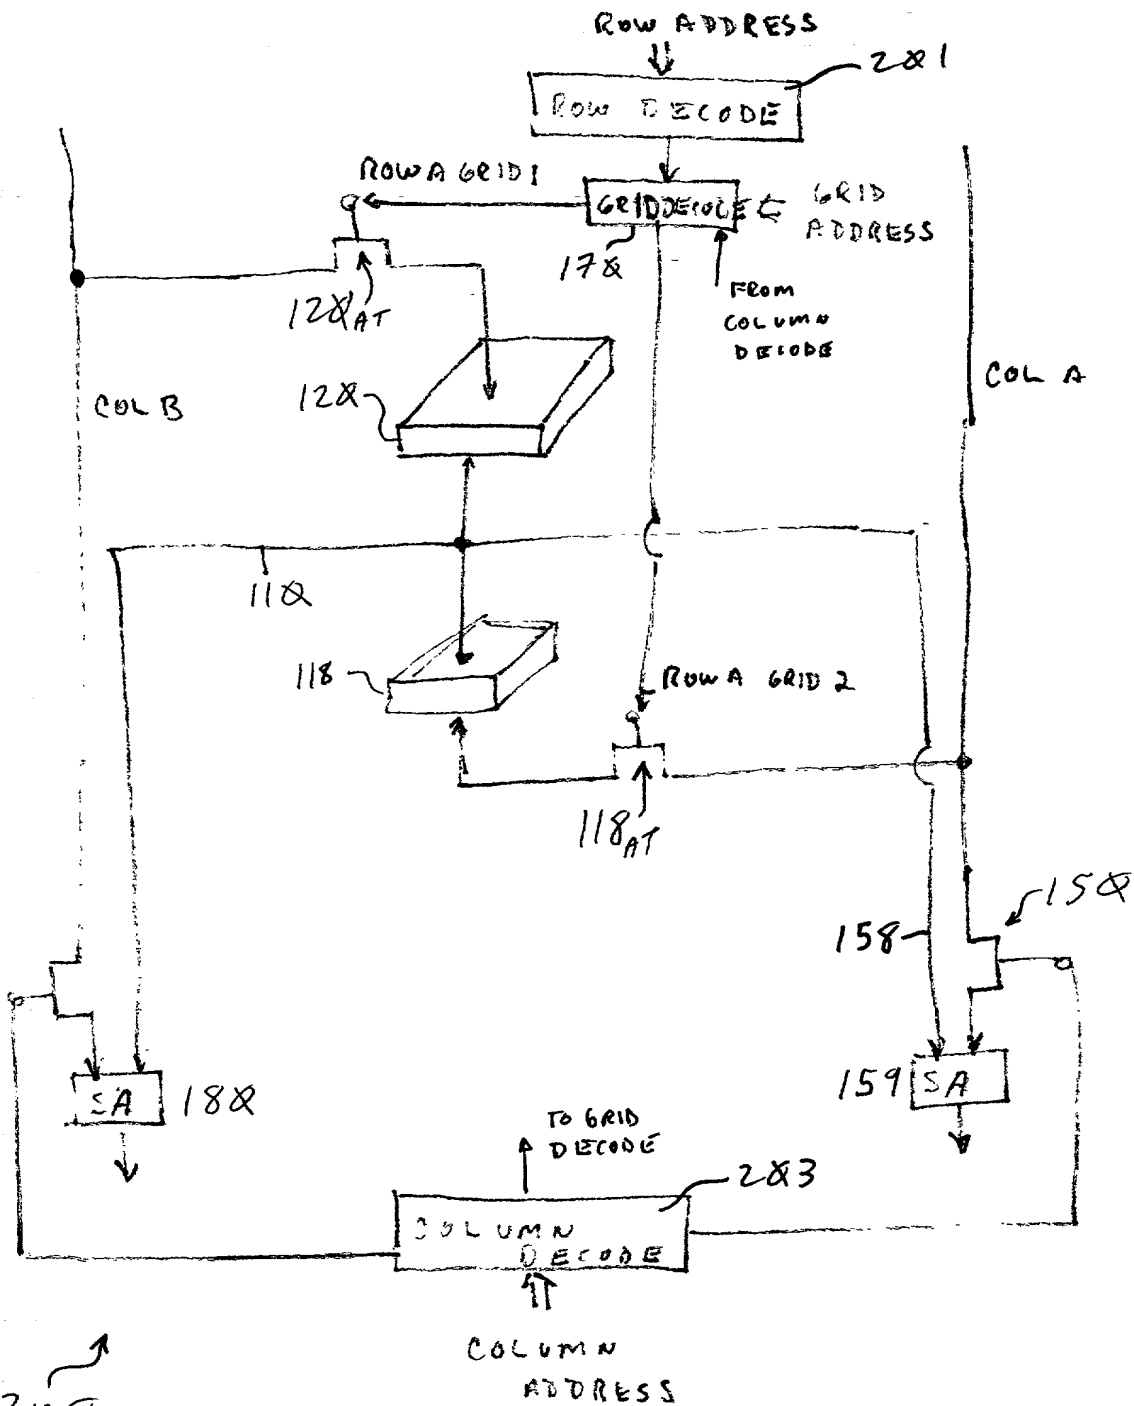 ROW ADDRESS
201
ROW DECODE
ROW A GRID 1
GRID DECODE
GRID
ADDRESS
170
120AT
FROM
COLUMN
DECODE
COL A
120
COL B
110
118
ROW A GRID 2
118AT
150
158
SA
180
159
SA
TO GRID
DECODE
203
COLUMN
DECODE
COLUMN
ADDRESS